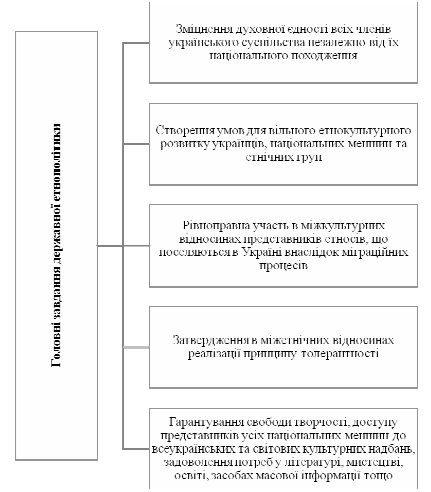 Головні завдання державної етнополітики
Зміцнення духовної єдності всіх членів
українського суспільства незалежно від їх
національного походження
Створення умов для вільного етнокультурного
розвитку українців, національних меншин та
етнічних груп
Рівноправна участь в міжкультурних
відносинах представників етносів, що
поселяються в Україні внаслідок міграційних
процесів
Затвердження в міжетнічних відносинах
реалізації принципу толерантності
Гарантування свободи творчості, доступу
представників усіх національних меншин до
всеукраїнських та світових культурних надбань,
задоволення потреб у літературі, мистецтві,
освіті, засобах масової інформації тощо